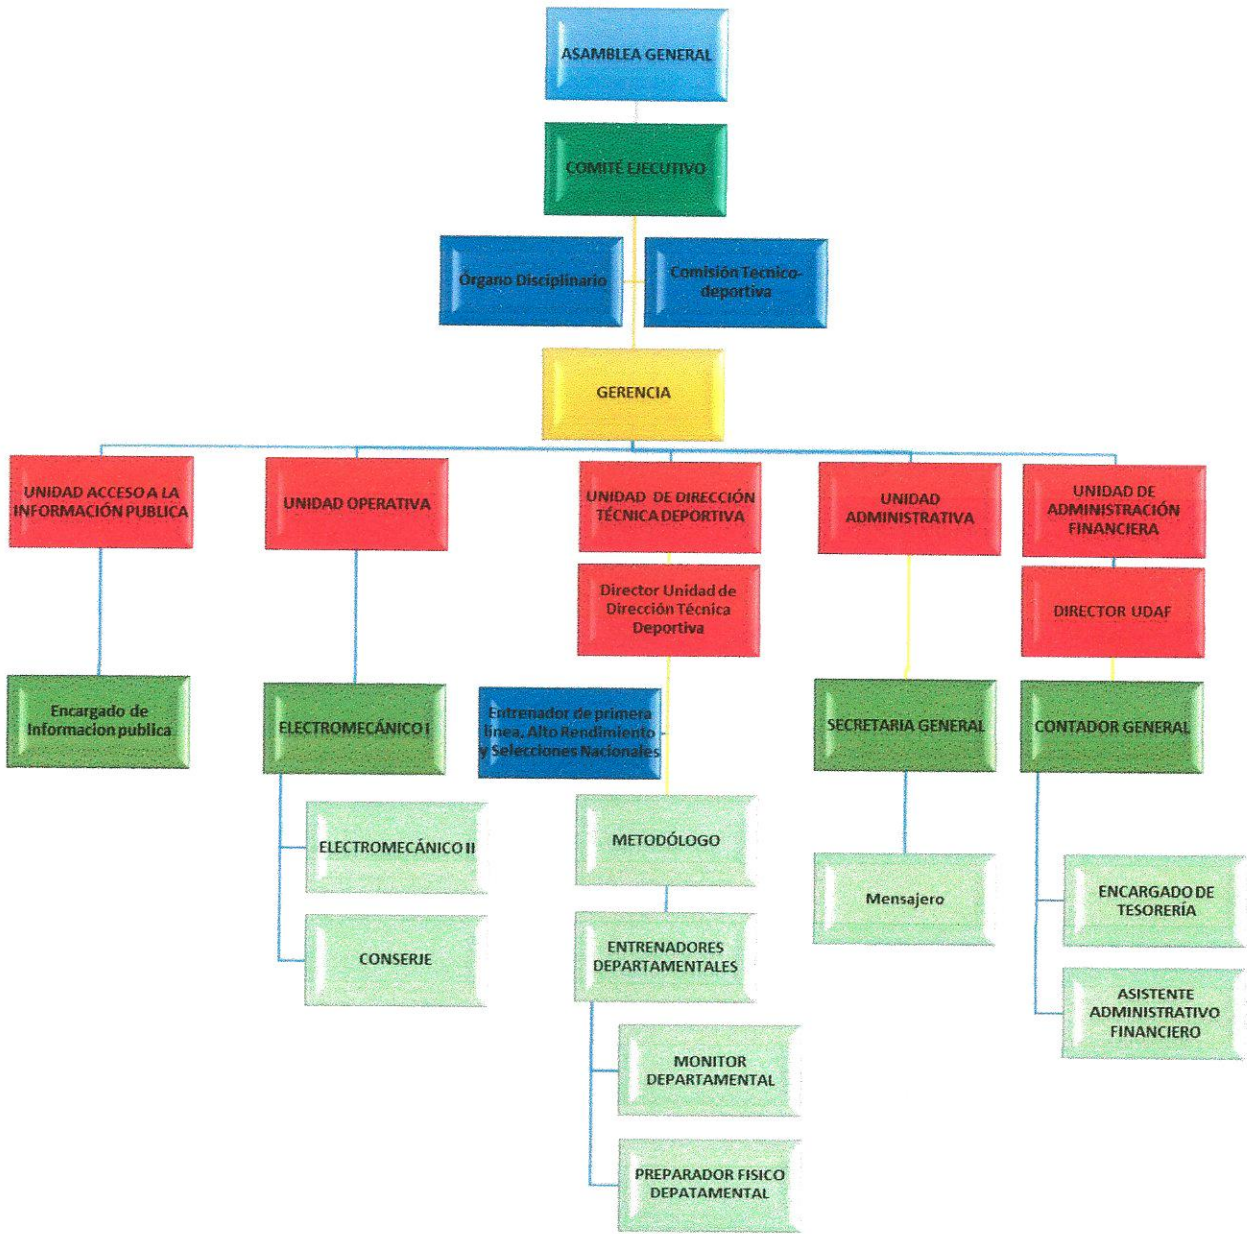 ASAMBLEA GENERAL
COMITÉ EJECUTIVO
Órgano Disciplinario
Comisión Tecnico-
deportiva
GERENCIA
UNIDAD ACCESO A LA
INFORMACIÓN PUBLICA
UNIDAD OPERATIVA
UNIDAD DE DIRECCIÓN
TÉCNICA DEPORTIVA
UNIDAD
ADMINISTRATIVA
UNIDAD DE
ADMINISTRACIÓN
FINANCIERA
Director Unidad de
Dirección Técnica
Deportiva
DIRECTOR UDAF
Encargado de
Informacion publica
ELECTROMECÁNICO I
Entrenador de primera
linea, Alto Rendimiento
y Selecciones Nacionales
SECRETARIA GENERAL
CONTADOR GENERAL
ELECTROMECÁNICO II
METODÓLOGO
Mensajero
ENCARGADO DE
TESORERÍA
CONSERJE
ENTRENADORES
DEPARTAMENTALES
ASISTENTE
ADMINISTRATIVO
FINANCIERO
MONITOR
DEPARTAMENTAL
PREPARADOR FISICO
DEPATAMENTAL